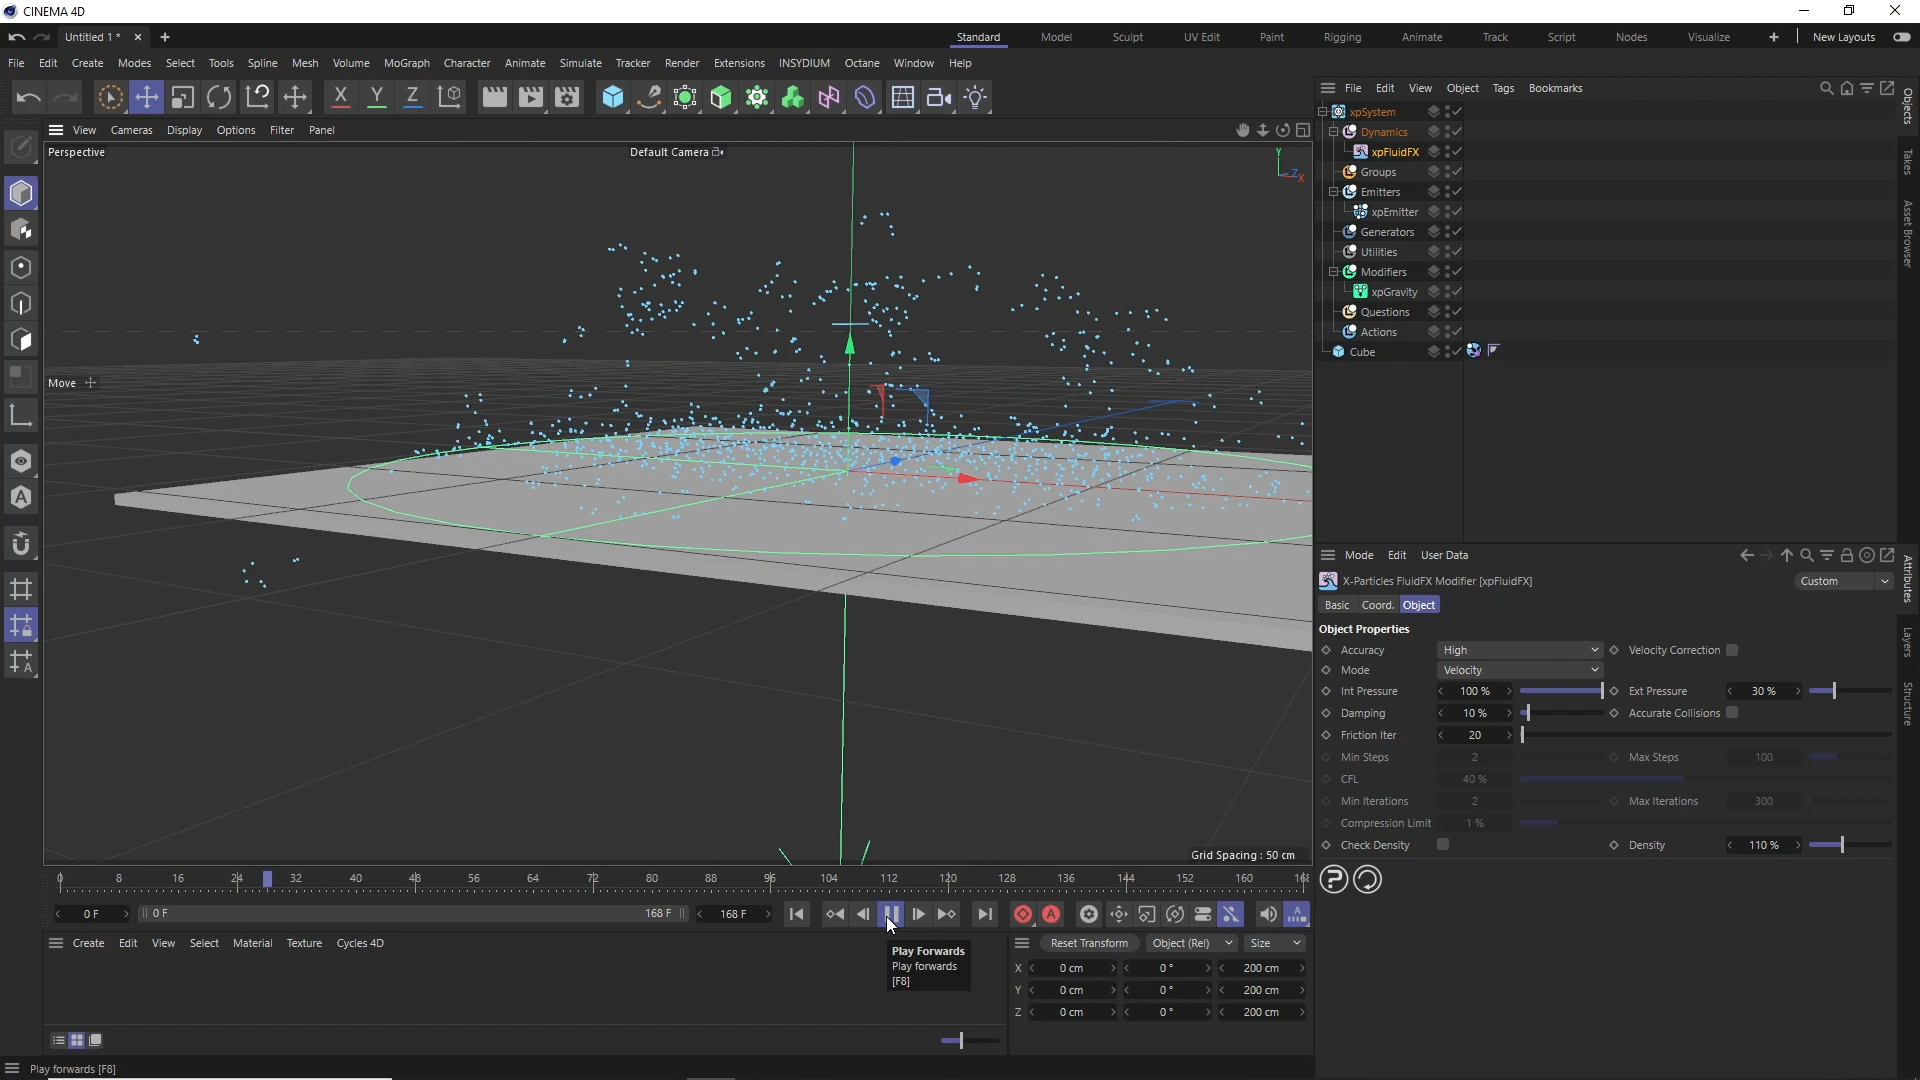 CINEMA 4D
Untitled 1 *
Standard Model Sculpt UV Edit Paint Rigging Animate Track Script Nodes Visualize New Layouts
File Edit Create Modes Select Tools Spline Mesh Volume MoGraph Character Animate Simulate Tracker Render Extensions INSYDIUM Octane Window Help
X Y Z
View Cameras Display Options Filter Panel
Perspective
Default Camera
Y
Z
X
Move
Grid Spacing : 50 cm
File Edit View Object Tags Bookmarks
xpSystem
Dynamics
xpFluidFX
Groups
Emitters
xpEmitter
Generators
Utilities
Modifiers
xpGravity
Questions
Actions
Cube
Objects
Takes
Asset Browser
Mode Edit User Data
X-Particles FluidFX Modifier [xpFluidFX]
Custom
Basic Coord. Object
Object Properties
Accuracy High Velocity Correction
Mode Velocity
Int Pressure 100 % Ext Pressure 30 %
Damping 10 % Accurate Collisions
Friction Iter 20
Min Steps 2 Max Steps 100
CFL 40 %
Min Iterations 2 Max Iterations 300
Compression Limit 1 %
Check Density Density 110 %
Attributes
Layers
Structure
0 8 16 24 32 40 48 56 64 72 80 88 96 104 112 120 128 136 144 152 160 168
0 F 0 F 168 F 168 F
Create Edit View Select Material Texture Cycles 4D
Play Forwards
Play forwards
[F8]
Reset Transform Object (Rel) Size
X 0 cm 0 ° 200 cm
Y 0 cm 0 ° 200 cm
Z 0 cm 0 ° 200 cm
Play forwards [F8]